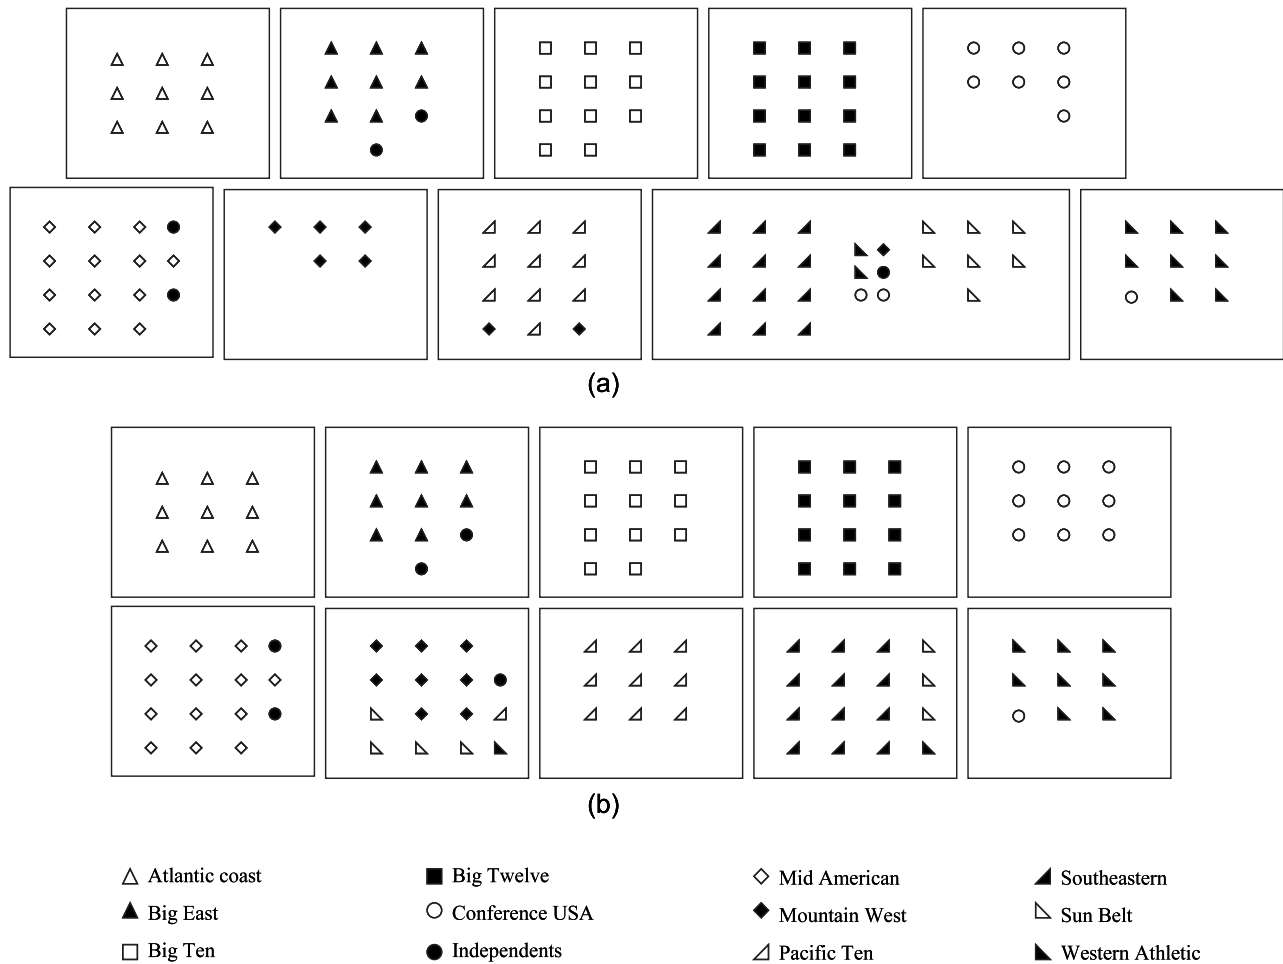 (a)
(b)
Atlantic coast
Big Twelve
Mid American
Southeastern
Big East
Conference USA
Mountain West
Sun Belt
Big Ten
Independents
Pacific Ten
Western Athletic